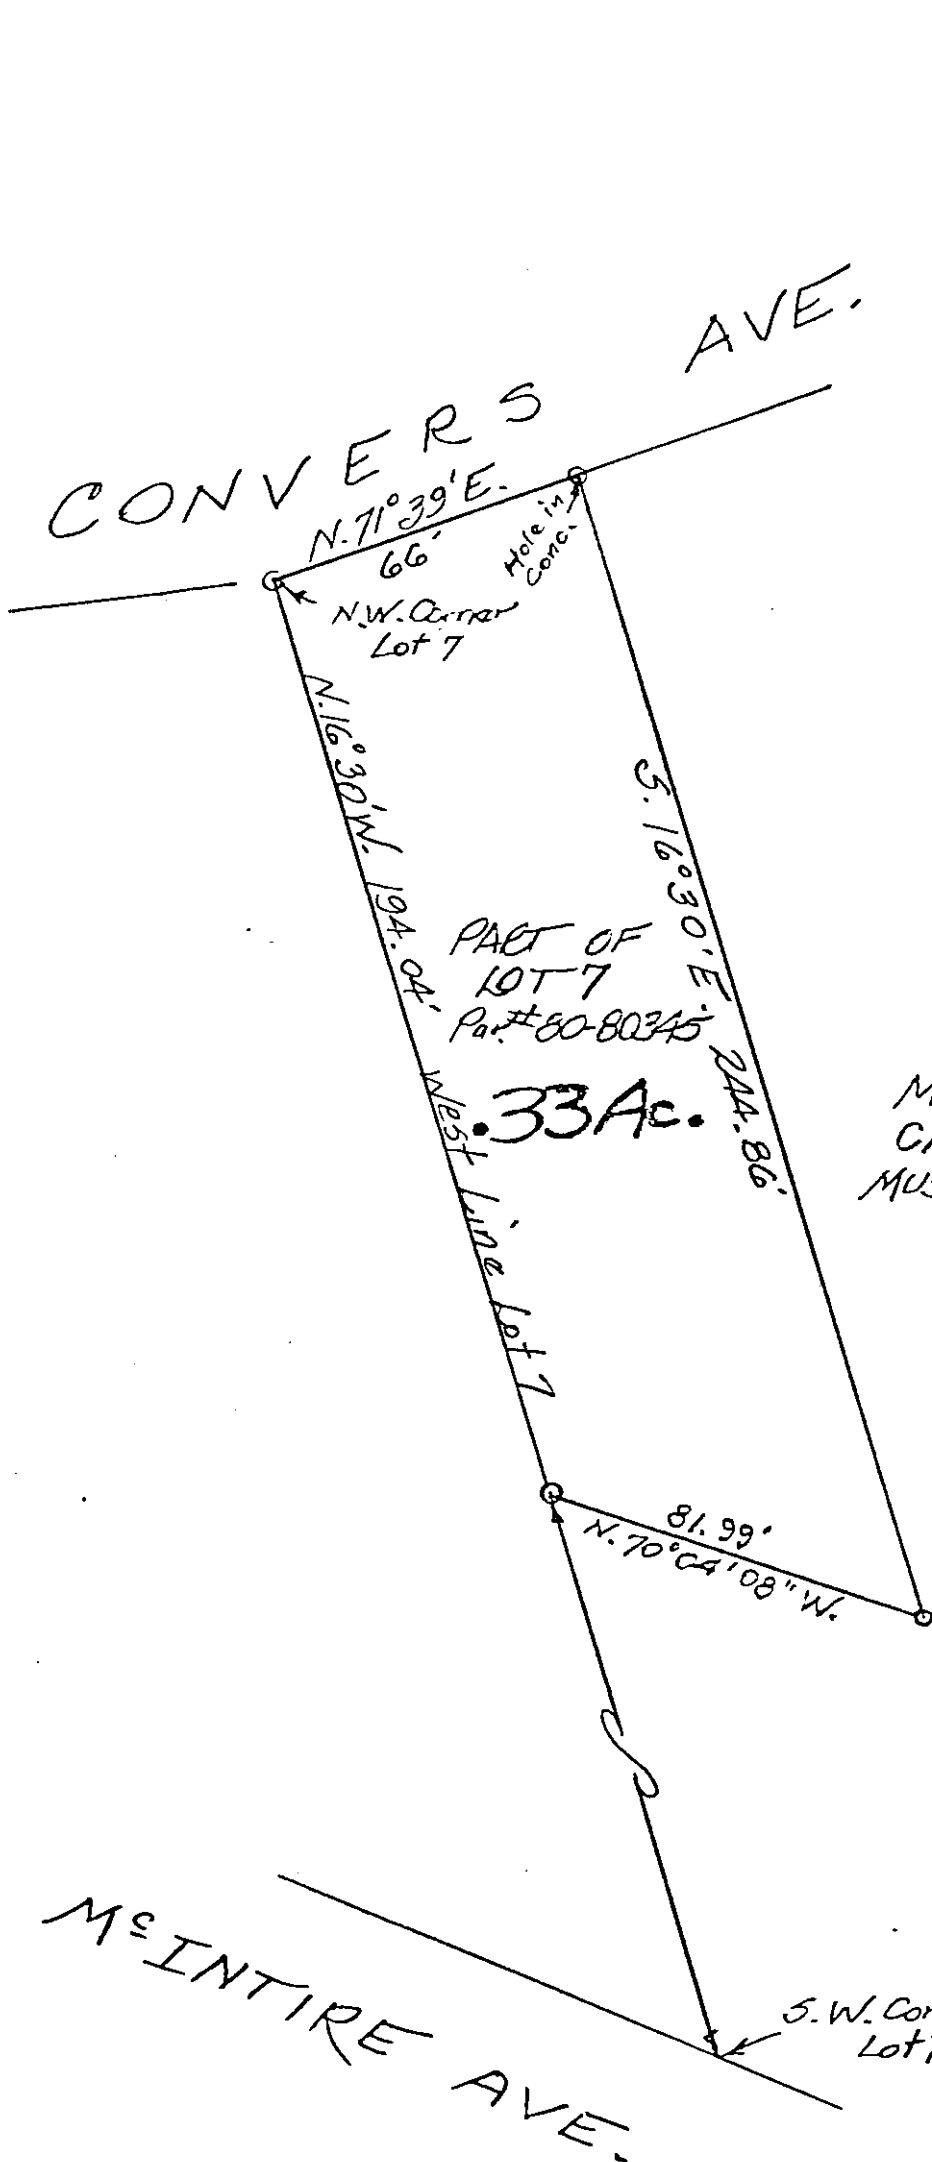 CONVERS AVE.
N.71°39'E.
66'
Hole in
Conc.
N.W. Corner
Lot 7
N.16°30'W. 194.04'
West Line Lot 7
S. 16°30'E. 244.86'
PART OF
LOT 7
Par.# 80-80345
.33Ac.
81.99'
N.70°04'08"W.
McINTIRE AVE.
S.W. Cor
Lot